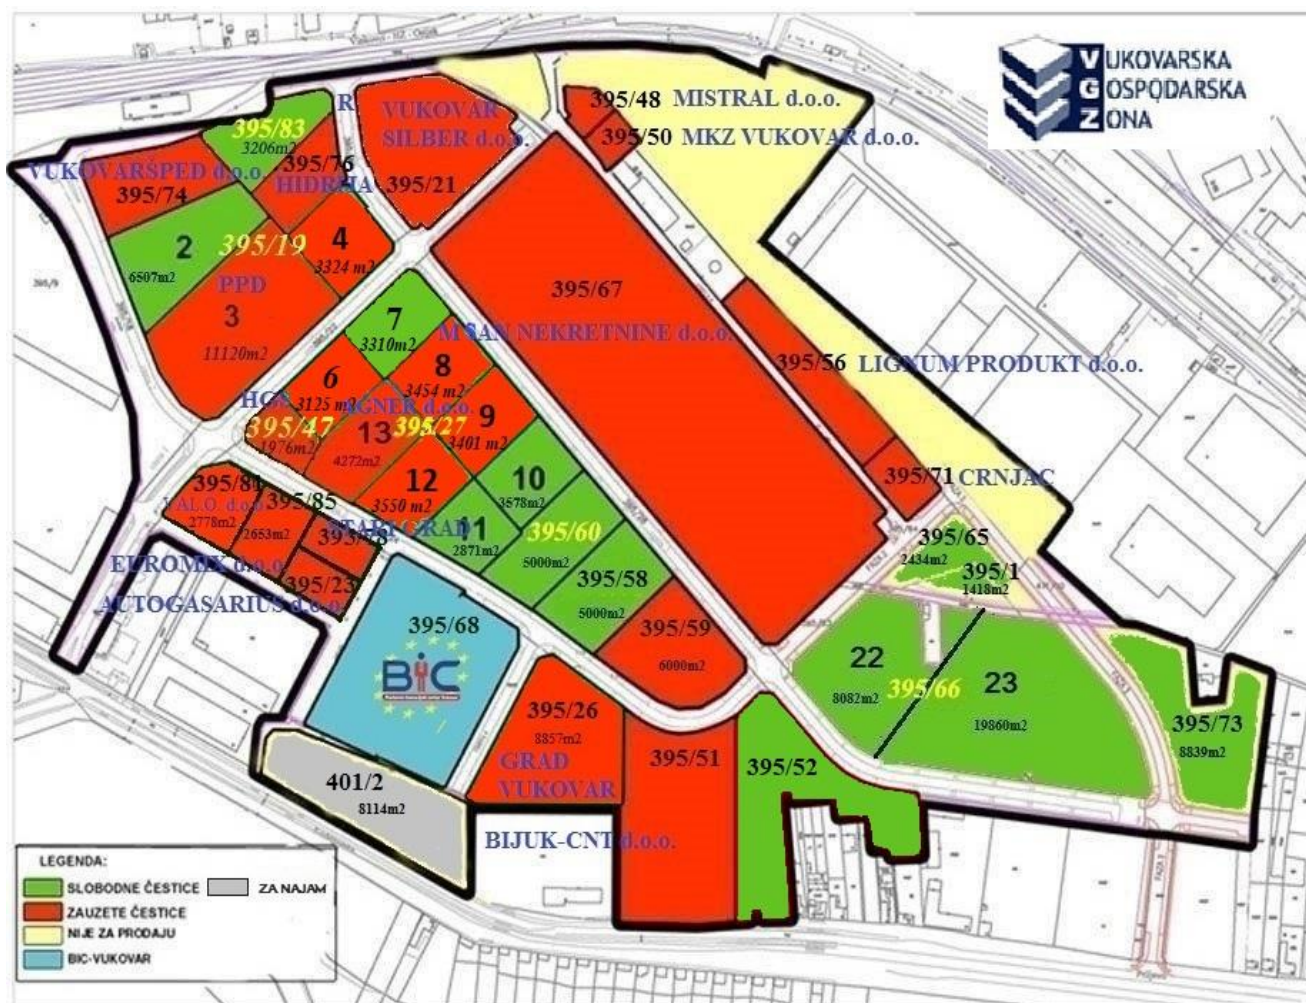 VUKOVARSKA
GOSPODARSKA
ZONA
395/48 MISTRAL d.o.o.
395/50 MKZ VUKOVAR d.o.o.
R
VUKOVAR
SILBER d.o.o.
395/21
395/83
3206m2
395/76
HIDRIJA
VUKOVARŠPED d.o.o.
395/74
2
6507m2
395/19
4
3324 m2
PPD
3
11120m2
395/67
M SAN NEKRETNINE d.o.o.
7
3310m2
8
3454 m2
6
3125 m2
HGS
395/47
1976m2
AGNER d.o.o.
13
4272m2
395/27
9
3401 m2
395/56 LIGNUM PRODUKT d.o.o.
395/71 CRNJAC
12
3550 m2
10
3578m2
11
2871m2
395/60
5000m2
395/58
5000m2
395/59
6000m2
395/81
2778m2
395/85
2653m2
STARI GRAD
EUROMIX d.o.o.
395/23
AUTOGASARIUS d.o.o.
395/68
BIC
395/65
2434m2
395/1
1418m2
22
8082m2
395/66
23
19860m2
395/73
8839m2
395/26
8857m2
GRAD
VUKOVAR
395/51
395/52
401/2
8114m2
BIJUK-CNT d.o.o.
LEGENDA:
SLOBODNE ČESTICE
ZA NAJAM
ZAUZETE ČESTICE
NIJE ZA PRODAJU
BIC-VUKOVAR